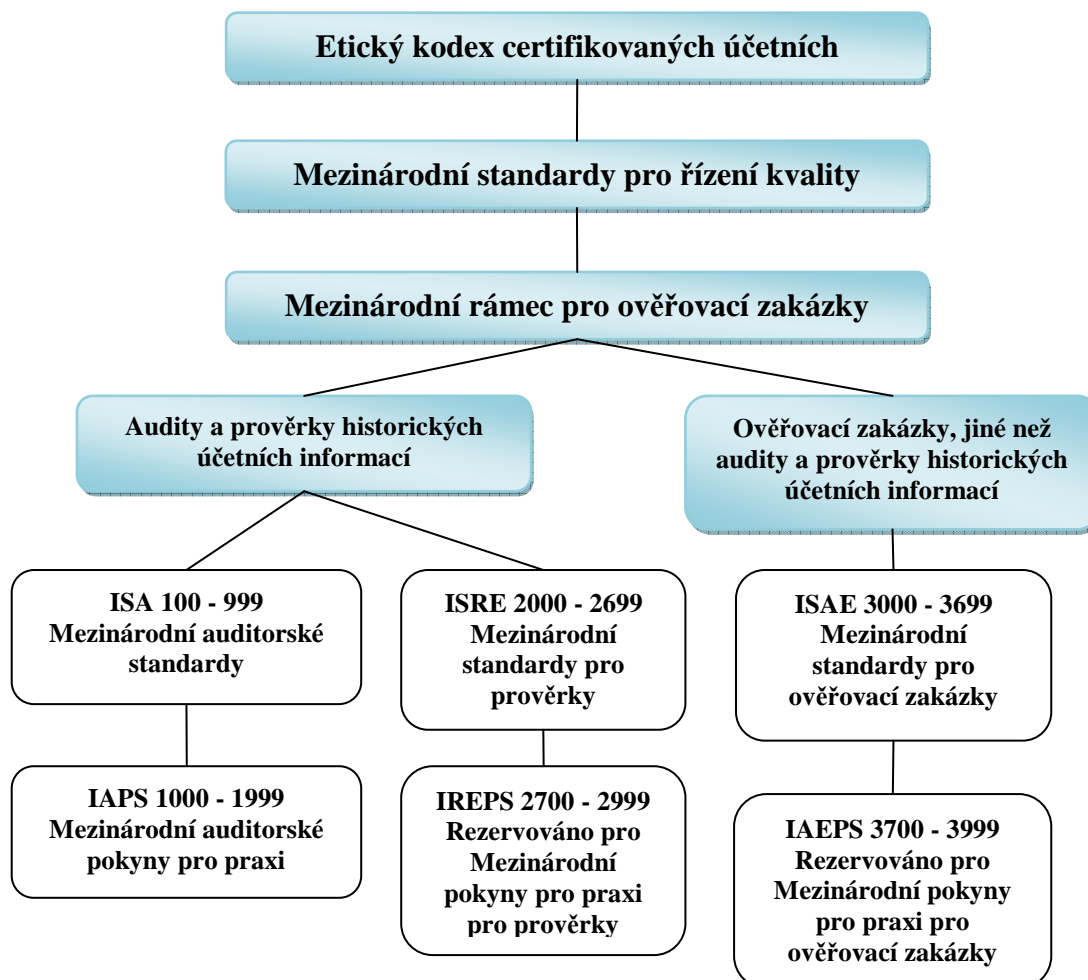 Etický kodex certifikovaných účetních
Mezinárodní standardy pro řízení kvality
Mezinárodní rámec pro ověřovací zakázky
Audity a prověrky historických
účetních informací
Ověřovací zakázky, jiné než
audity a prověrky historických
účetních informací
ISA 100 - 999
Mezinárodní auditorské
standardy
ISRE 2000 - 2699
Mezinárodní
standardy pro
prověrky
ISAE 3000 - 3699
Mezinárodní
standardy pro
ověřovací zakázky
IAPS 1000 - 1999
Mezinárodní auditorské
pokyny pro praxi
IREPS 2700 - 2999
Rezervováno pro
Mezinárodní
pokyny pro praxi
pro prověrky
IAEPS 3700 - 3999
Rezervováno pro
Mezinárodní pokyny
pro praxi pro
ověřovací zakázky